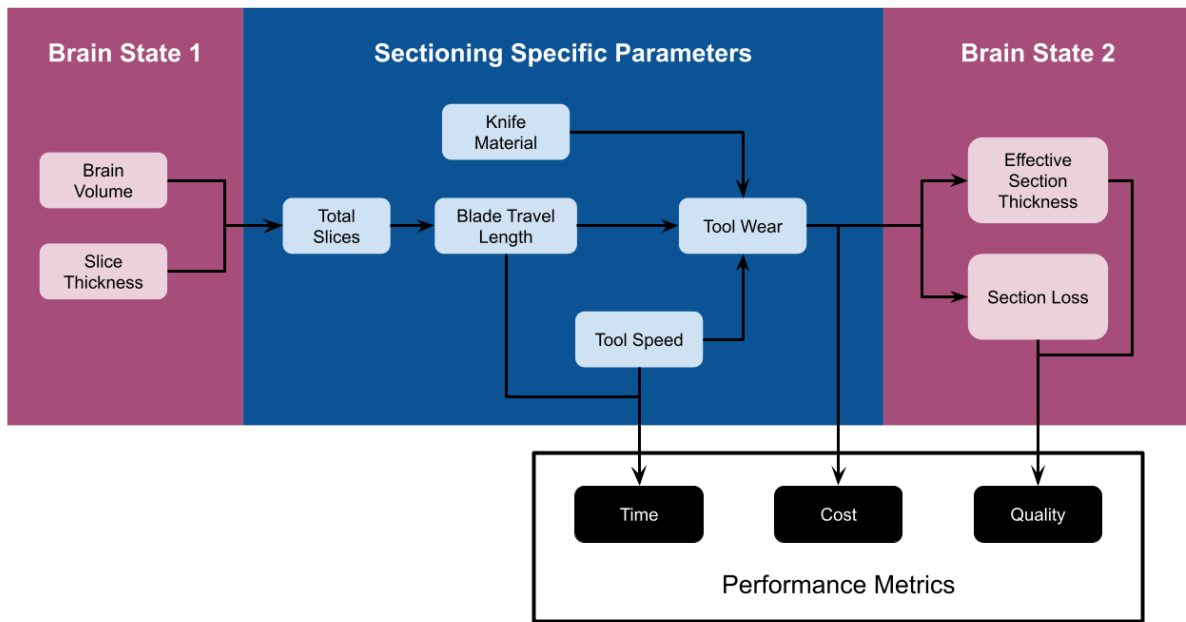 Brain State 1
Sectioning Specific Parameters
Brain State 2
Knife
Material
Brain
Volume
Effective
Section
Thickness
Total
Slices
Blade Travel
Length
Tool Wear
Slice
Thickness
Section Loss
Tool Speed
Time
Cost
Quality
Performance Metrics